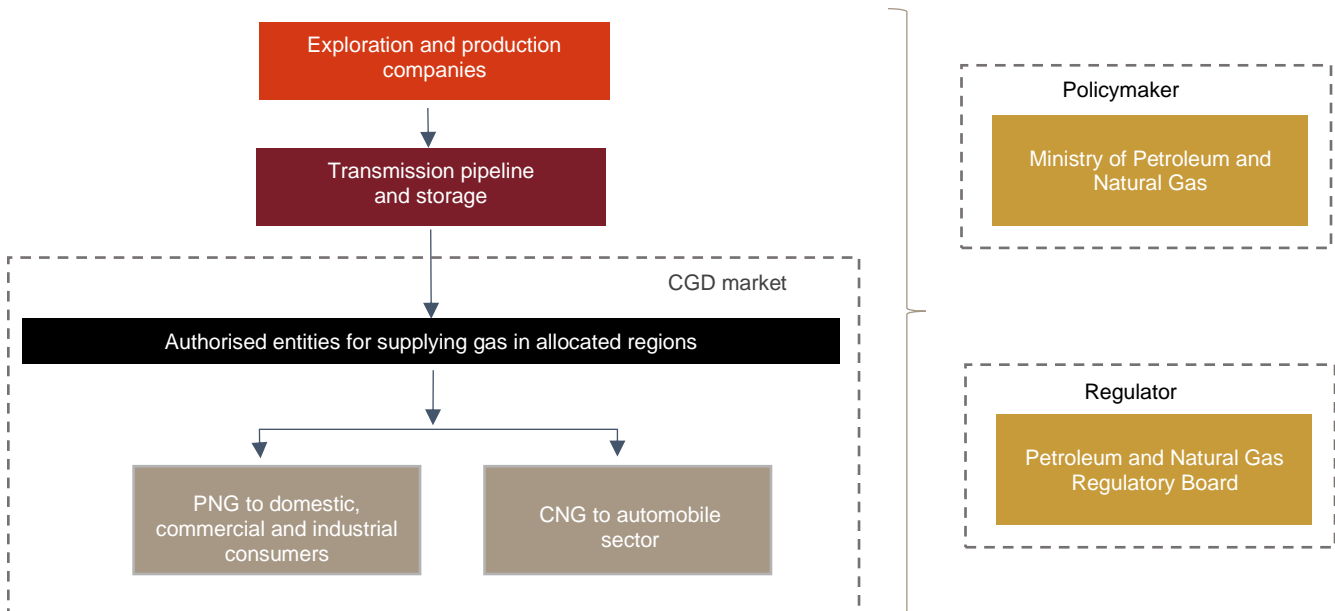 Exploration and production
companies
Transmission pipeline
and storage
CGD market
Authorised entities for supplying gas in allocated regions
PNG to domestic,
commercial and industrial
consumers
CNG to automobile
sector
Policymaker
Ministry of Petroleum and
Natural Gas
Regulator
Petroleum and Natural Gas
Regulatory Board